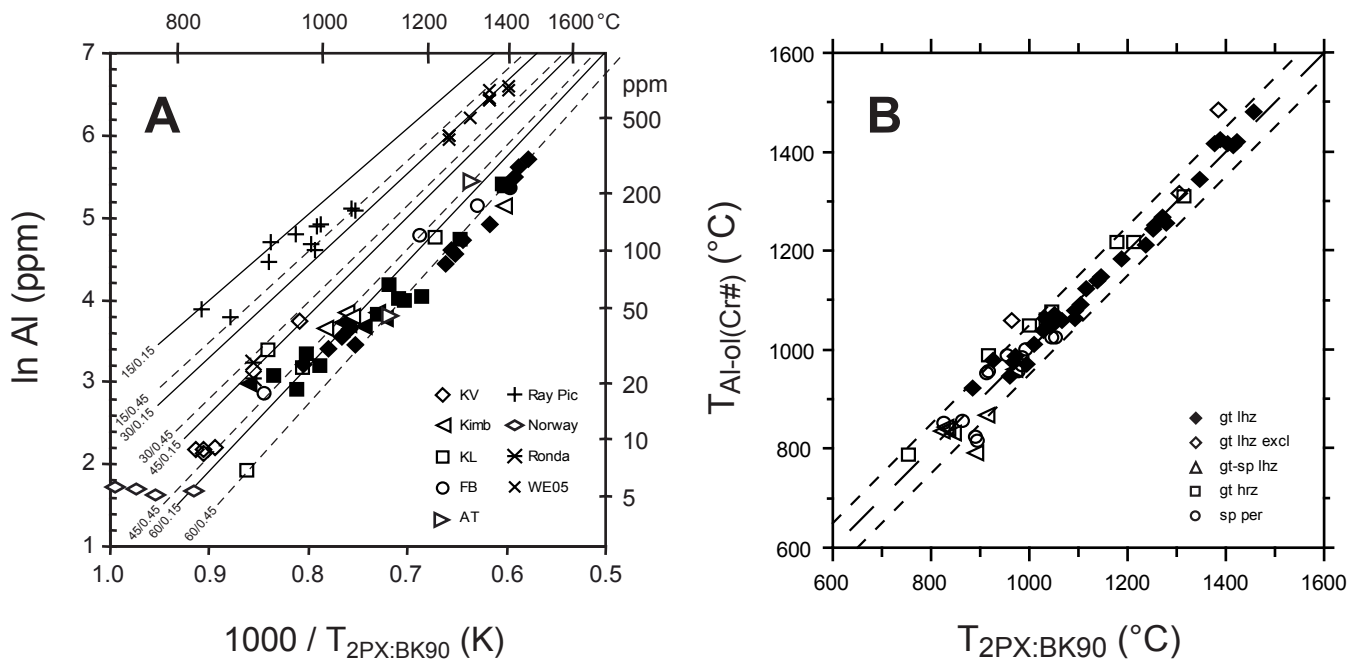 800 1000 1200 1400 1600 °C
7
6
5
4
3
2
1
ln Al (ppm)
A
ppm
500
200
100
50
20
10
5
15/0.15
15/0.45
30/0.15
30/0.45
45/0.15
45/0.45
60/0.15
60/0.45
KV Ray Pic
Kimb Norway
KL Ronda
FB WE05
AT
1.0 0.9 0.8 0.7 0.6 0.5
1000 / T2PX:BK90 (K)
B
1600
1400
1200
1000
800
600
TAl-ol(Cr#) (°C)
gt lhz
gt lhz excl
gt-sp lhz
gt hrz
sp per
600 800 1000 1200 1400 1600
T2PX:BK90 (°C)